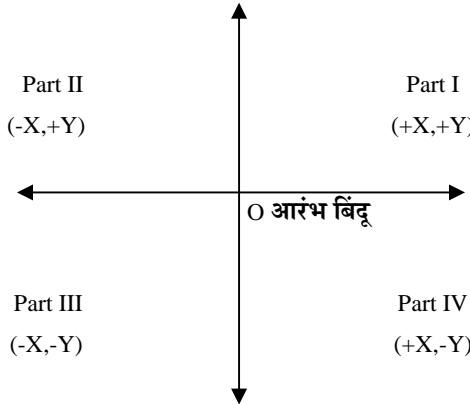 Part II
Part I
(-X,+Y)
(+X,+Y)
O आरंभ बिंदू
Part III
Part IV
(-X,-Y)
(+X,-Y)